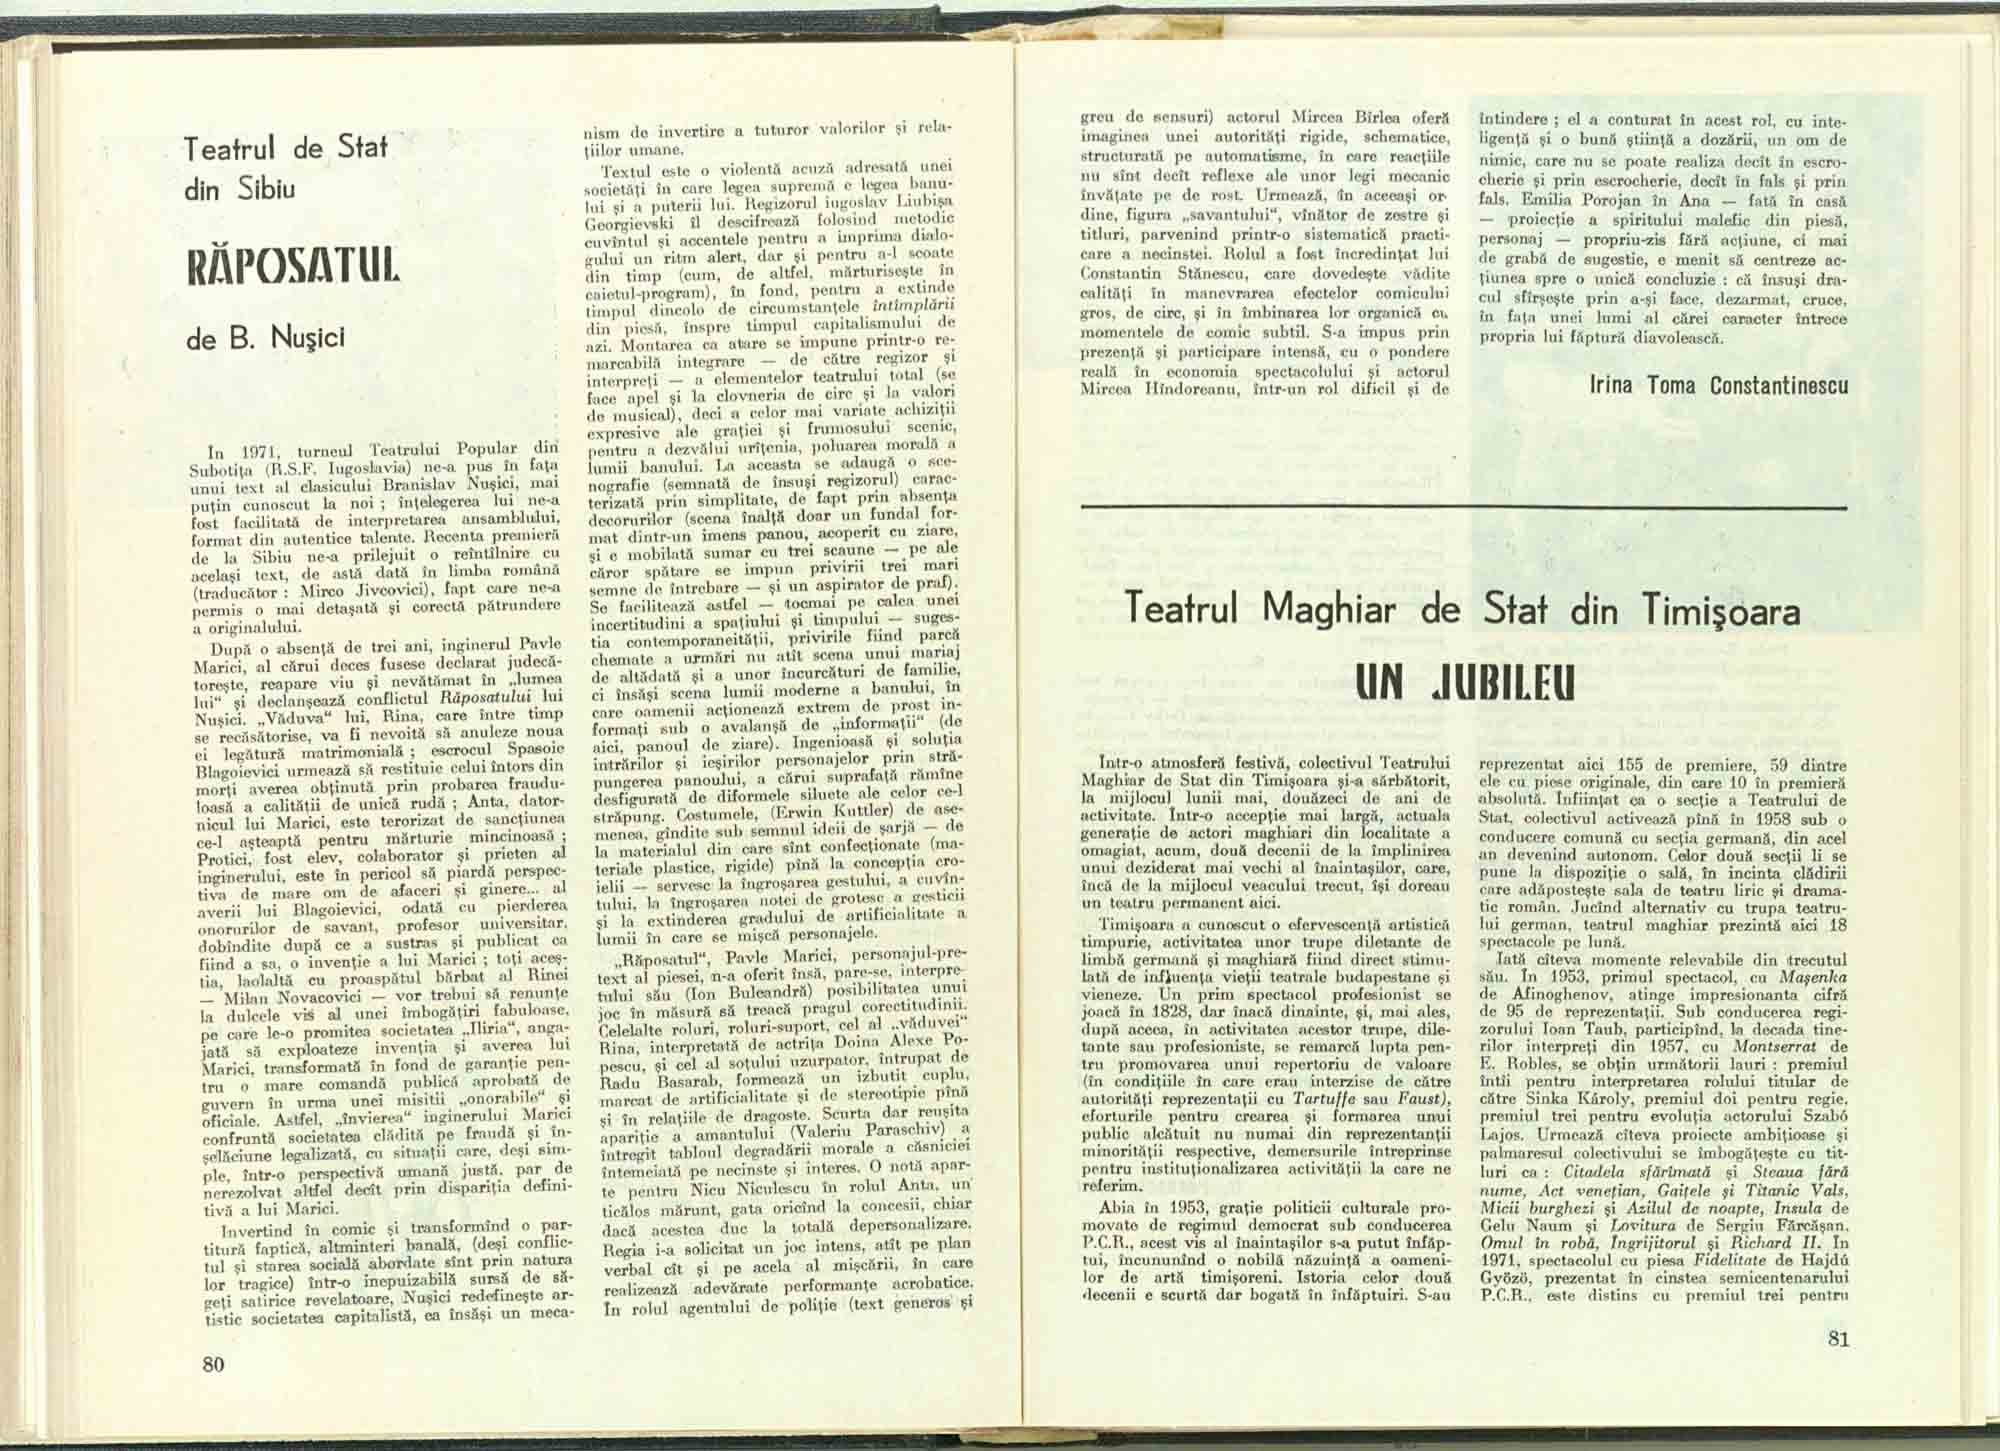 Teatrul de Stat
din Sibiu
RĂPOSATUL
de B. Nuşici
In 1971, turneul Teatrului Popular din
Subotiţa (R.S.F. Iugoslavia) ne-a pus în faţa
unui text al clasicului Branislav Nuşici, mai
puţin cunoscut la noi ; înţelegerea lui ne-a
fost facilitată de interpretarea ansamblului,
format din autentice talente. Recenta premieră
de la Sibiu ne-a prilejuit o reîntîlnire cu
acelaşi text, de astă dată în limba română
(traducător : Mirco Jivcovici), fapt care ne-a
permis o mai detaşată şi corectă pătrundere
a originalului.
După o absenţă de trei ani, inginerul Pavle
Marici, al cărui deces fusese declarat judecă-
toreşte, reapare viu şi nevătămat în „lumea
lui“ şi declanşează conflictul Răposatului lui
Nuşici. „Văduva“ lui, Rina, care între timp
se recăsătorise, va fi nevoită să anuleze noua
ei legătură matrimonială ; escrocul Spasoie
Blagoievici urmează să restituie celui întors din
morţi averea obţinută prin probarea fraudu-
loasă a calităţii de unică rudă ; Anta, dator-
nicul lui Marici, este terorizat de sancţiunea
ce-l aşteaptă pentru mărturie mincinoasă ;
Protici, fost elev, colaborator şi prieten al
inginerului, este în pericol să piardă perspec-
tiva de mare om de afaceri şi ginere... al
averii lui Blagoievici, odată cu pierderea
onorurilor de savant, profesor universitar,
dobîndite după ce a sustras şi publicat ca
fiind a sa, o invenţie a lui Marici ; toţi aceş-
tia, laolaltă cu proaspătul bărbat al Rinei
— Milan Novacovici — vor trebui să renunţe
la dulcele vis al unei îmbogăţiri fabuloase,
pe care le-o promitea societatea „Iliria“, anga-
jată să exploateze invenţia şi averea lui
Marici, transformată în fond de garanţie pen-
tru o mare comandă publică aprobată de
guvern în urma unei misitii „onorabile“ şi
oficiale. Astfel, „învierea“ inginerului Marici
confruntă societatea clădită pe fraudă şi în-
şelăciune legalizată, cu situaţii care, deşi sim-
ple, într-o perspectivă umană justă, par de
nerezolvat altfel decît prin dispariţia defini-
tivă a lui Marici.
Invertind în comic şi transformînd o par-
titură faptică, altminteri banală, (deşi conflic-
tul şi starea socială abordate sînt prin natura
lor tragice) într-o inepuizabilă sursă de să-
geţi satirice revelatoare, Nuşici redefineşte ar-
tistic societatea capitalistă, ca însăşi un meca-
80
nism de invertire a tuturor valorilor şi rela-
ţiilor umane.
Textul este o violentă acuză adresată unei
societăţi în care legea supremă e legea banu-
lui şi a puterii lui. Regizorul iugoslav Liubişa
Georgievski îl descifrează folosind metodic
cuvîntul şi accentele pentru a imprima dialo-
gului un ritm alert, dar şi pentru a-l scoate
din timp (cum, de altfel, mărturiseşte în
caietul-program), în fond, pentru a extinde
timpul dincolo de circumstanţele întîmplării
din piesă, înspre timpul capitalismului de
azi. Montarea ca atare se impune printr-o re-
marcabilă integrare — de către regizor şi
interpreţi — a elementelor teatrului total (se
face apel şi la clovneria de circ şi la valori
de musical), deci a celor mai variate achiziţii
expresive ale graţiei şi frumosului scenic,
pentru a dezvălui urîţenia, poluarea morală a
lumii banului. La aceasta se adaugă o sce-
nografie (semnată de însuşi regizorul) carac-
terizată prin simplitate, de fapt prin absenţa
decorurilor (scena înalţă doar un fundal for-
mat dintr-un imens panou, acoperit cu ziare,
şi e mobilată sumar cu trei scaune — pe ale
căror spătare se impun privirii trei mari
semne de întrebare — şi un aspirator de praf).
Se facilitează astfel — tocmai pe calea unei
incertitudini a spaţiului şi timpului — suges-
tia contemporaneităţii, privirile fiind parcă
chemate a urmări nu atît scena unui mariaj
de altădată şi a unor încurcături de familie,
ci însăşi scena lumii moderne a banului, în
care oamenii acţionează extrem de prost in-
formaţi sub o avalanşă de „informaţii“ (de
aici, panoul de ziare). Ingenioasă şi soluţia
intrărilor şi ieşirilor personajelor prin stră-
pungerea panoului, a cărui suprafaţă rămîne
desfigurată de diformele siluete ale celor ce-l
străpung. Costumele, (Erwin Kuttler) de ase-
menea, gîndite sub semnul ideii de şarjă — de
la materialul din care sînt confecţionate (ma-
teriale plastice, rigide) pînă la concepţia cro-
ielii — servesc la îngroşarea gestului, a cuvîn-
tului, la îngroşarea notei de grotesc a gesticii
şi la extinderea gradului de artificialitate a
lumii în care se mişcă personajele.
„Răposatul“, Pavle Marici, personajul-pre-
text al piesei, n-a oferit însă, pare-se, interpre-
tului său (Ion Buleandră) posibilitatea unui
joc în măsură să treacă pragul corectitudinii.
Celelalte roluri, roluri-suport, cel al „văduvei“
Rina, interpretată de actriţa Doina Alexe Po-
pescu, şi cel al soţului uzurpator, întrupat de
Radu Basarab, formează un izbutit cuplu,
marcat de artificialitate şi de stereotipie pînă
şi în relaţiile de dragoste. Scurta dar reuşita
apariţie a amantului (Valeriu Paraschiv) a
întregit tabloul degradării morale a căsniciei
întemeiată pe necinste şi interes. O notă apar-
te pentru Nicu Niculescu în rolul Anta, un
ticălos mărunt, gata oricînd la concesii, chiar
dacă acestea duc la totală depersonalizare.
Regia i-a solicitat un joc intens, atît pe plan
verbal cît şi pe acela al mişcării, în care
realizează adevărate performanţe acrobatice.
În rolul agentului de poliţie (text generos şi
greu de sensuri) actorul Mircea Bîrlea oferă
imaginea unei autorităţi rigide, schematice,
structurată pe automatisme, în care reacţiile
nu sînt decît reflexe ale unor legi mecanic
învăţate pe de rost. Urmează, în aceeaşi or-
dine, figura „savantului“, vînător de zestre şi
titluri, parvenind printr-o sistematică practi-
care a necinstei. Rolul a fost încredinţat lui
Constantin Stănescu, care dovedeşte vădite
calităţi în manevrarea efectelor comicului
gros, de circ, şi în îmbinarea lor organică cu
momentele de comic subtil. S-a impus prin
prezenţă şi participare intensă, cu o pondere
reală în economia spectacolului şi actorul
Mircea Hîndoreanu, într-un rol dificil şi de
întindere ; el a conturat în acest rol, cu inte-
ligenţă şi o bună ştiinţă a dozării, un om de
nimic, care nu se poate realiza decît în escro-
cherie şi prin escrocherie, decît în fals şi prin
fals. Emilia Porojan în Ana — fată în casă
— proiecţie a spiritului malefic din piesă,
personaj — propriu-zis fără acţiune, ci mai
de grabă de sugestie, e menit să centreze ac-
ţiunea spre o unică concluzie : că însuşi dra-
cul sfîrşeşte prin a-şi face, dezarmat, cruce,
în faţa unei lumi al cărei caracter întrece
propria lui făptură diavolească.
Irina Toma Constantinescu
Teatrul Maghiar de Stat din Timişoara
UN JUBILEU
Intr-o atmosferă festivă, colectivul Teatrului
Maghiar de Stat din Timişoara şi-a sărbătorit,
la mijlocul lunii mai, douăzeci de ani de
activitate. Într-o accepţie mai largă, actuala
generaţie de actori maghiari din localitate a
omagiat, acum, două decenii de la împlinirea
unui deziderat mai vechi al înaintaşilor, care,
încă de la mijlocul veacului trecut, îşi doreau
un teatru permanent aici.
Timişoara a cunoscut o efervescenţă artistică
timpurie, activitatea unor trupe diletante de
limbă germană şi maghiară fiind direct stimu-
lată de influenţa vieţii teatrale budapestane şi
vieneze. Un prim spectacol profesionist se
joacă în 1828, dar înacă dinainte, şi, mai ales,
după aceea, în activitatea acestor trupe, dile-
tante sau profesioniste, se remarcă lupta pen-
tru promovarea unui repertoriu de valoare
(în condiţiile în care erau interzise de către
autorităţi reprezentaţii cu Tartuffe sau Faust),
eforturile pentru crearea şi formarea unui
public alcătuit nu numai din reprezentanţii
minorităţii respective, demersurile întreprinse
pentru instituţionalizarea activităţii la care ne
referim.
Abia în 1953, graţie politicii culturale pro-
movate de regimul democrat sub conducerea
P.C.R., acest vis al înaintaşilor s-a putut înfăp-
tui, încununînd o nobilă năzuinţă a oameni-
lor de artă timişoreni. Istoria celor două
decenii e scurtă dar bogată în înfăptuiri. S-au
reprezentat aici 155 de premiere, 59 dintre
ele cu piese originale, din care 10 în premieră
absolută. Înfiinţat ca o secţie a Teatrului de
Stat, colectivul activează pînă în 1958 sub o
conducere comună cu secţia germană, din acel
an devenind autonom. Celor două secţii li se
pune la dispoziţie o sală, în incinta clădirii
care adăposteşte sala de teatru liric şi drama-
tic român. Jucînd alternativ cu trupa teatru-
lui german, teatrul maghiar prezintă aici 18
spectacole pe lună.
Iată cîteva momente relevabile din trecutul
său. În 1953, primul spectacol, cu Maşenka
de Afinoghenov, atinge impresionanta cifră
de 95 de reprezentaţii. Sub conducerea regi-
zorului Ioan Taub, participînd, la decada tine-
rilor interpreţi din 1957, cu Montserrat de
E. Robles, se obţin următorii lauri : premiul
întîi pentru interpretarea rolului titular de
către Sinka Károly, premiul doi pentru regie,
premiul trei pentru evoluţia actorului Szabó
Lajos. Urmează cîteva proiecte ambiţioase şi
palmaresul colectivului se îmbogăţeşte cu tit-
luri ca : Citadela sfărîmată şi Steaua fără
nume, Act veneţian, Gaiţele şi Titanic Vals,
Micii burghezi şi Azilul de noapte, Insula de
Gelu Naum şi Lovitura de Sergiu Fărcăşan,
Omul în robă, Ingrijitorul şi Richard II. In
1971, spectacolul cu piesa Fidelitate de Hajdú
Gyözö, prezentat în cinstea semicentenarului
P.C.R., este distins cu premiul trei pentru
81